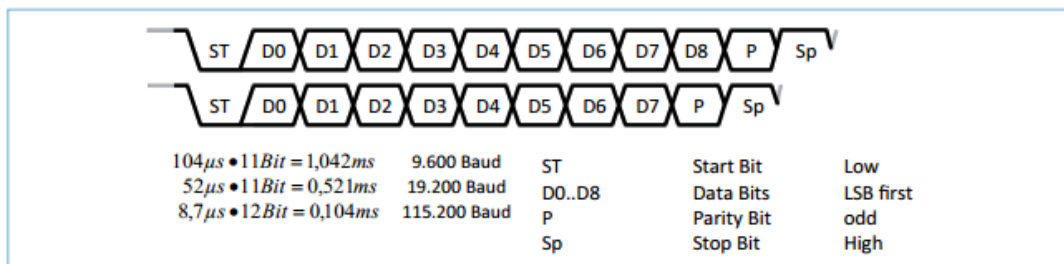 ST D0 D1 D2 D3 D4 D5 D6 D7 D8 P Sp
ST D0 D1 D2 D3 D4 D5 D6 D7 P Sp
104µs • 11Bit = 1,042ms 9.600 Baud ST Start Bit Low
52µs • 11Bit = 0,521ms 19.200 Baud D0..D8 Data Bits LSB first
8,7µs • 12Bit = 0,104ms 115.200 Baud P Parity Bit odd
Sp Stop Bit High